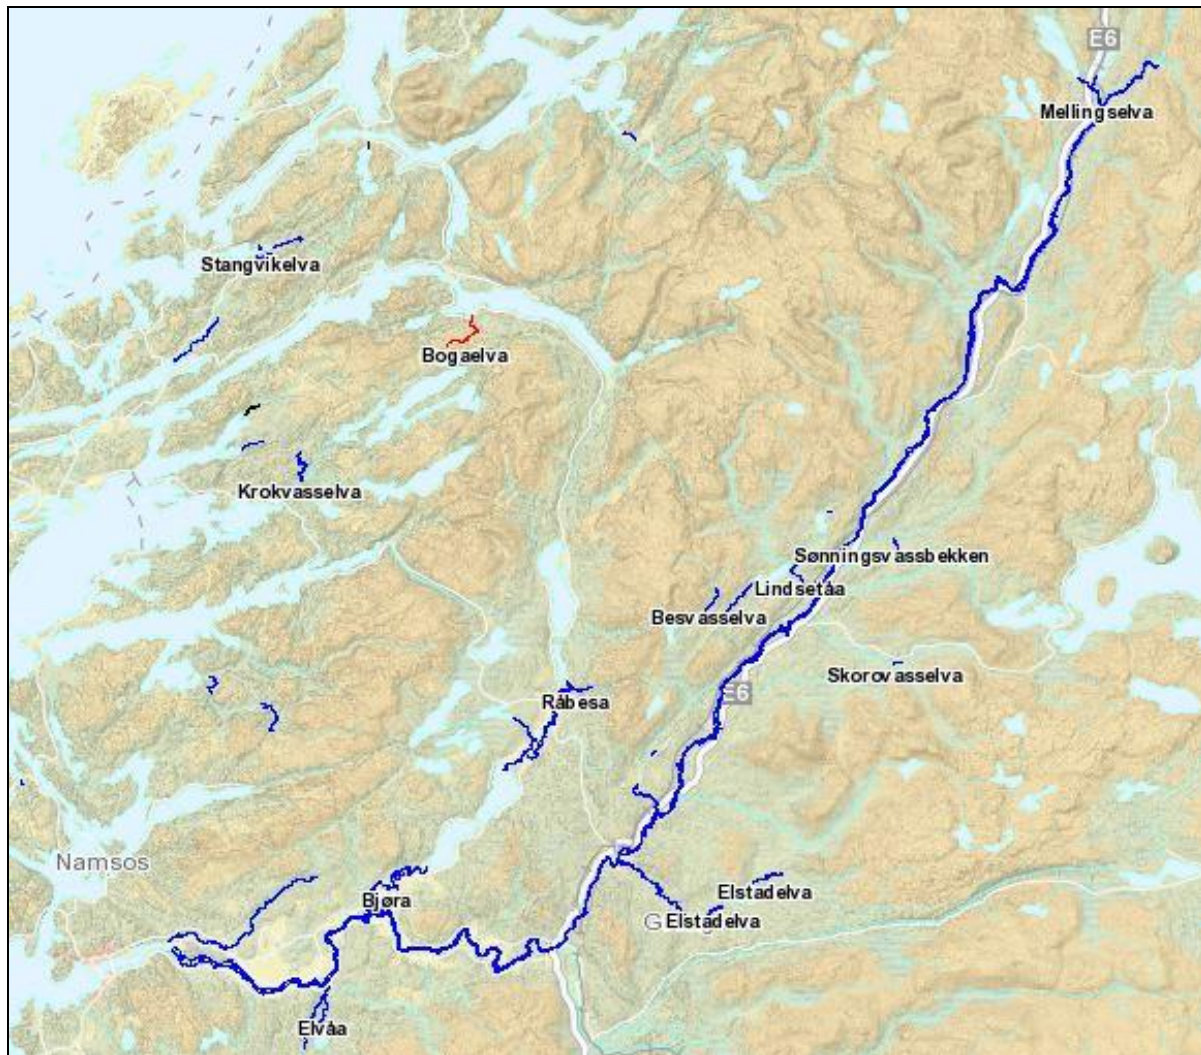 E6
Mellingselva
Stangvikelva
Bogaelva
Krokvasselva
Sønningsvassbekken
Lindsetåa
Besvasselva
Skorovasselva
E6
Råbesa
Namsos
Elstadelva
Bjøra
Elstadelva
Elvåa